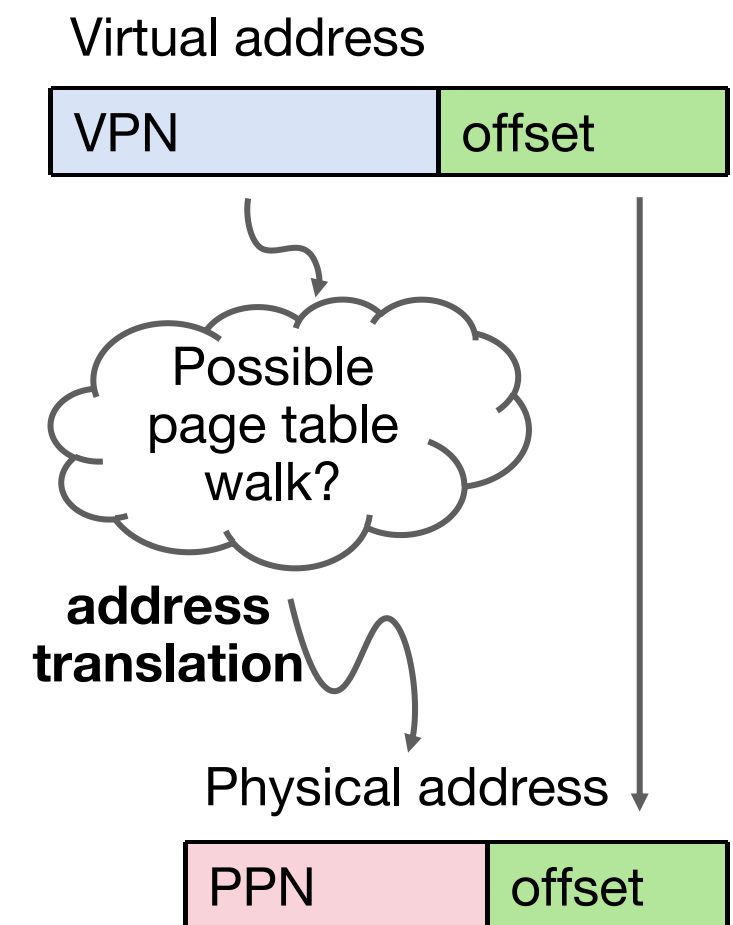 Virtual address
VPN offset
Possible
page table
walk?
address
translation
Physical address
PPN offset